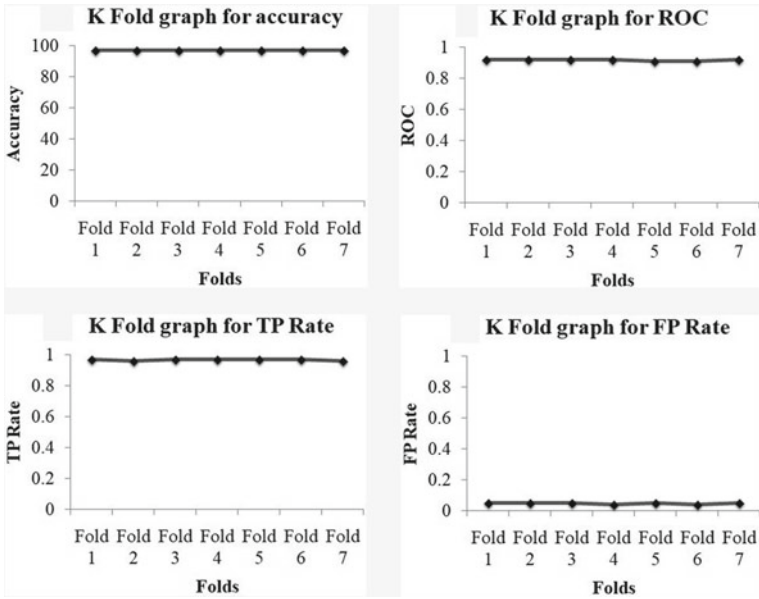 K Fold graph for accuracy
100
80
60
40
20
0
Accuracy
Fold Fold Fold Fold Fold Fold Fold
1 2 3 4 5 6 7
Folds
K Fold graph for ROC
1
0.8
0.6
0.4
0.2
0
ROC
Fold Fold Fold Fold Fold Fold Fold
1 2 3 4 5 6 7
Folds
K Fold graph for TP Rate
1
0.8
0.6
0.4
0.2
0
TP Rate
Fold Fold Fold Fold Fold Fold Fold
1 2 3 4 5 6 7
Folds
K Fold graph for FP Rate
1
0.8
0.6
0.4
0.2
0
FP Rate
Fold Fold Fold Fold Fold Fold Fold
1 2 3 4 5 6 7
Folds